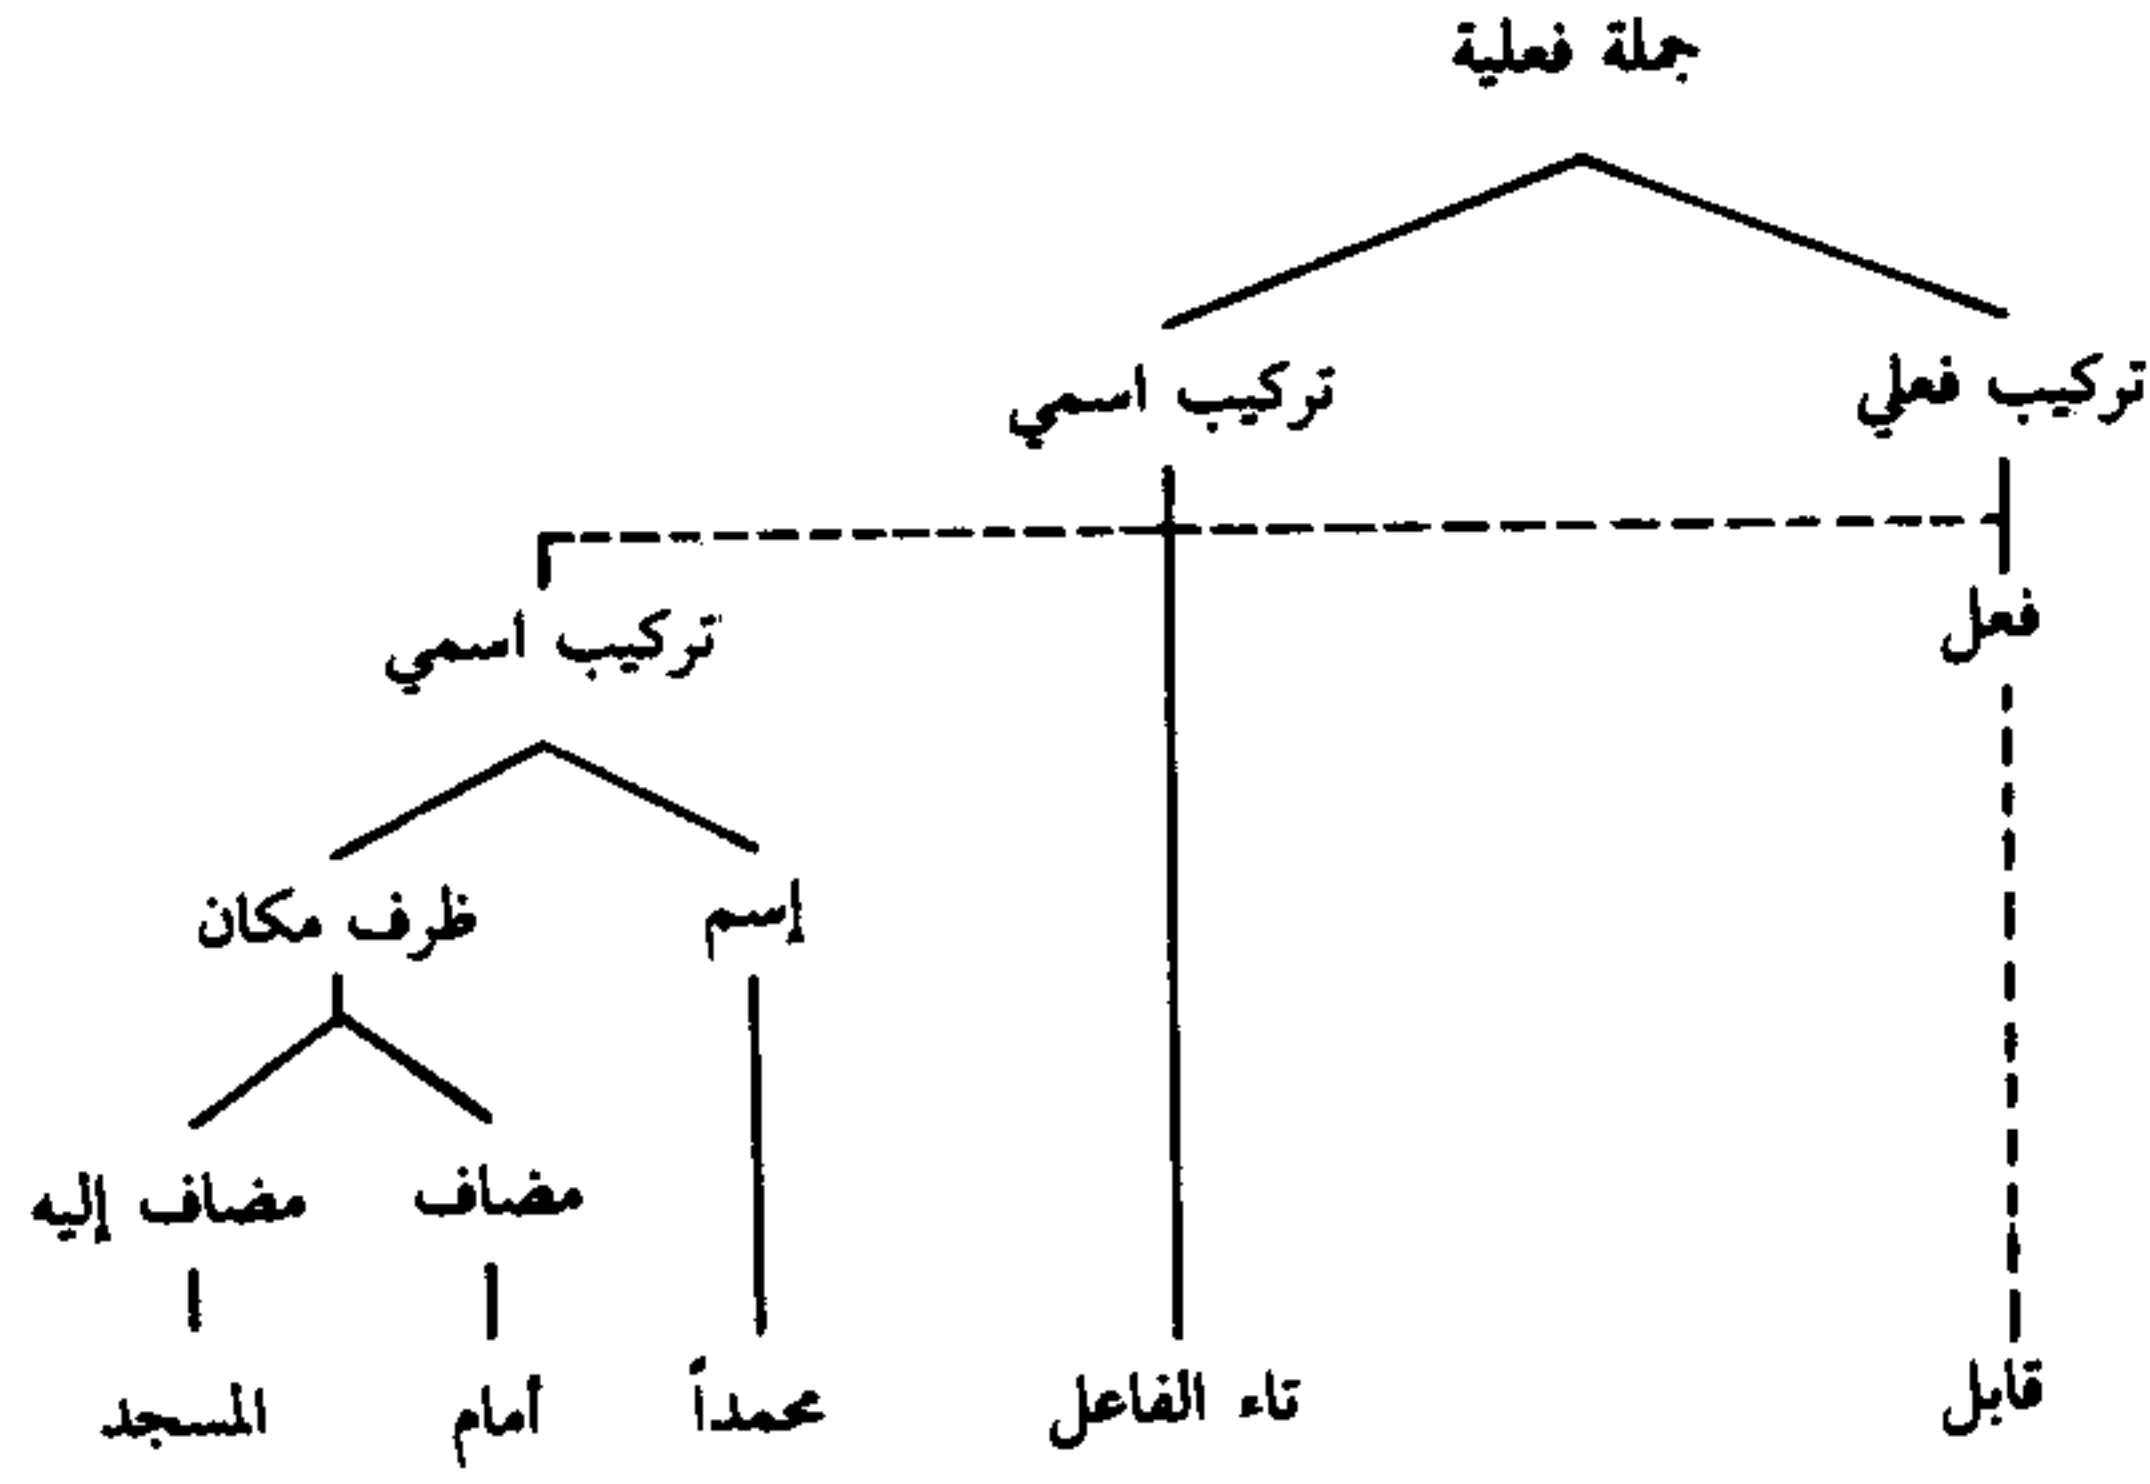 جملة فعلية
تركيب فعلي تركيب اسمي
فعل تركيب اسمي
إسم ظرف مكان
مضاف مضاف إليه
قابل تاء الفاعل محمداً أمام المسجد